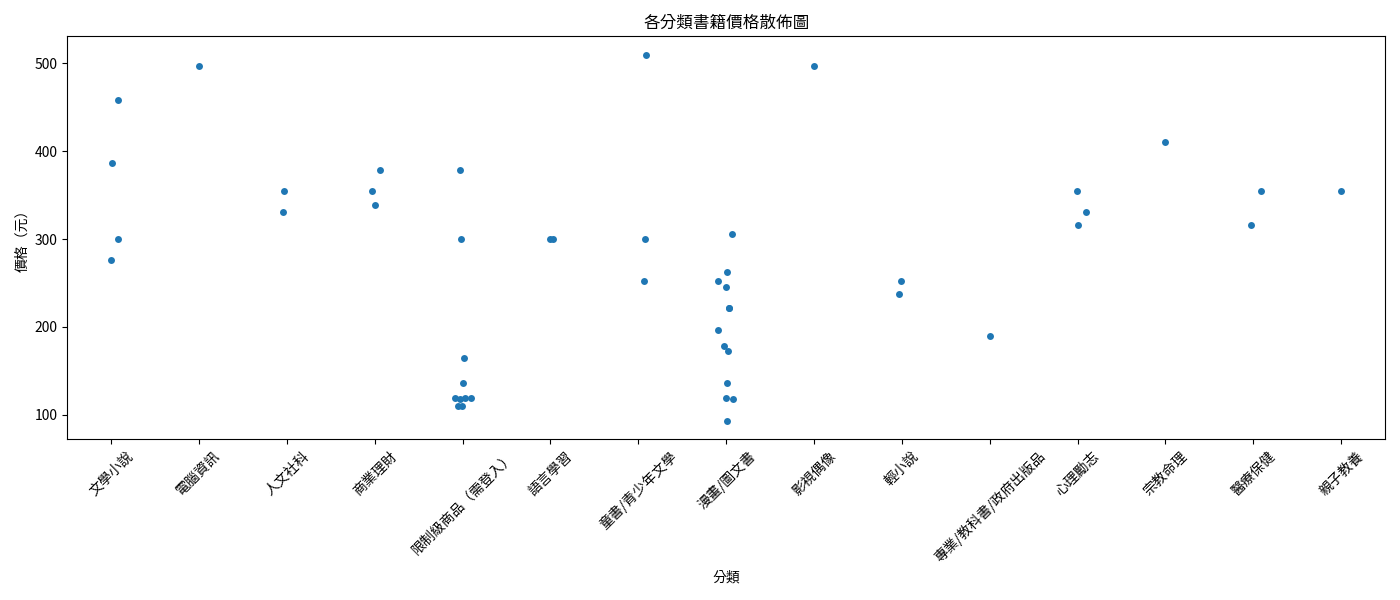 各分類書籍價格散佈圖
500
400
300
200
100
價格（元）
文學小說
電腦資訊
人文社科
商業理財
限制級商品（需登入）
語言學習
童書/青少年文學
漫畫/圖文書
影視偶像
輕小說
專業/教科書/政府出版品
心理勵志
宗教命理
醫療保健
親子教養
分類